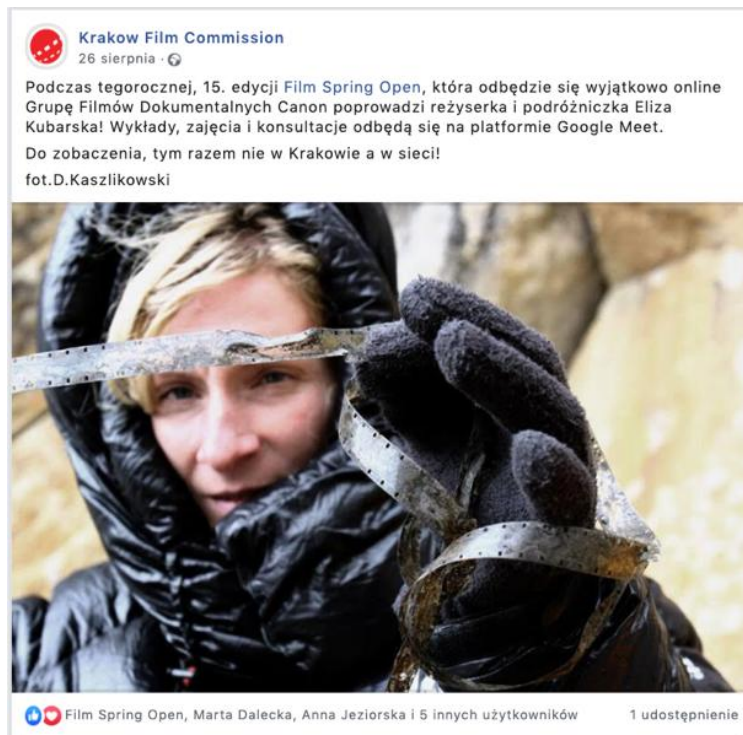 Krakow Film Commission
26 sierpnia ·
Podczas tegorocznej, 15. edycji Film Spring Open, która odbędzie się wyjątkowo online
Grupę Filmów Dokumentalnych Canon poprowadzi reżyserka i podróżniczka Eliza
Kubarska! Wykłady, zajęcia i konsultacje odbędą się na platformie Google Meet.
Do zobaczenia, tym razem nie w Krakowie a w sieci!
fot.D.Kaszlikowski
Film Spring Open, Marta Dalecka, Anna Jeziorska i 5 innych użytkowników 1 udostępnienie